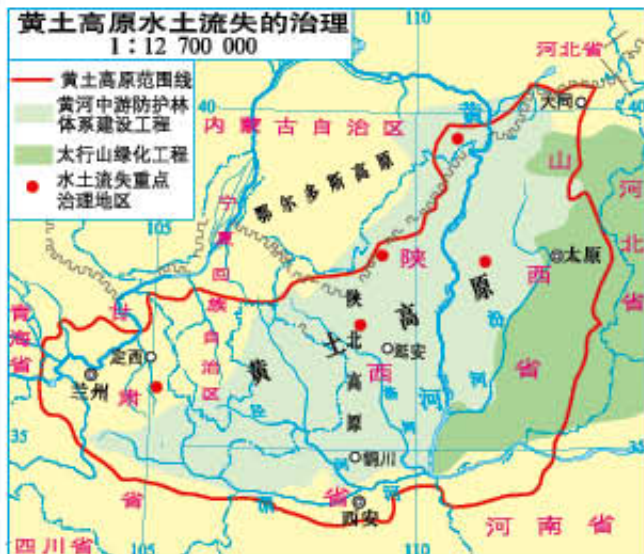 黄土高原水土流失的治理
1：12 700 000
黄土高原范围线
黄河中游防护林
体系建设工程
太行山绿化工程
水土流失重点
治理地区
110
河北省
大同
40
黄
内蒙古自治区
鄂尔多斯高原
宁夏回族自治区
105
山西省
河北省
太原
陕西省
陕北高原
黄土高原
汾河
延安
洛河
河
青海省
甘肃省
定西
兰州
泾河
渭河
35
35
铜川
西安
四川省
105
110
河南省